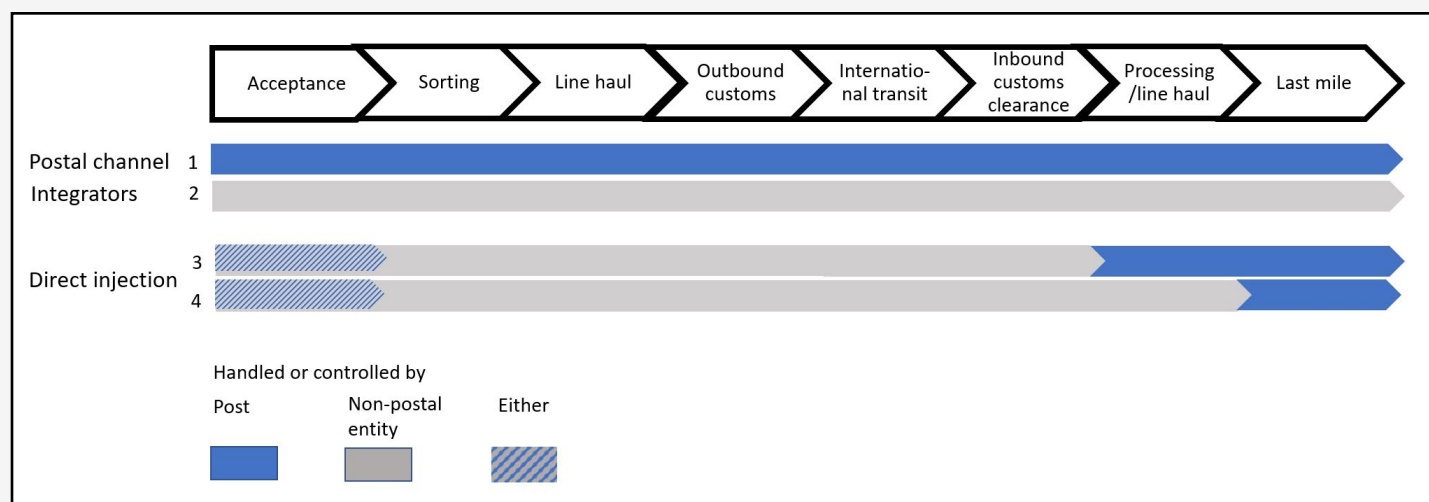 Acceptance
Sorting
Line haul
Outbound
customs
Internatio-
nal transit
Inbound
customs
clearance
Processing
/line haul
Last mile
Postal channel 1
Integrators 2
Direct injection
3
4
Handled or controlled by
Post
Non-postal
entity
Either